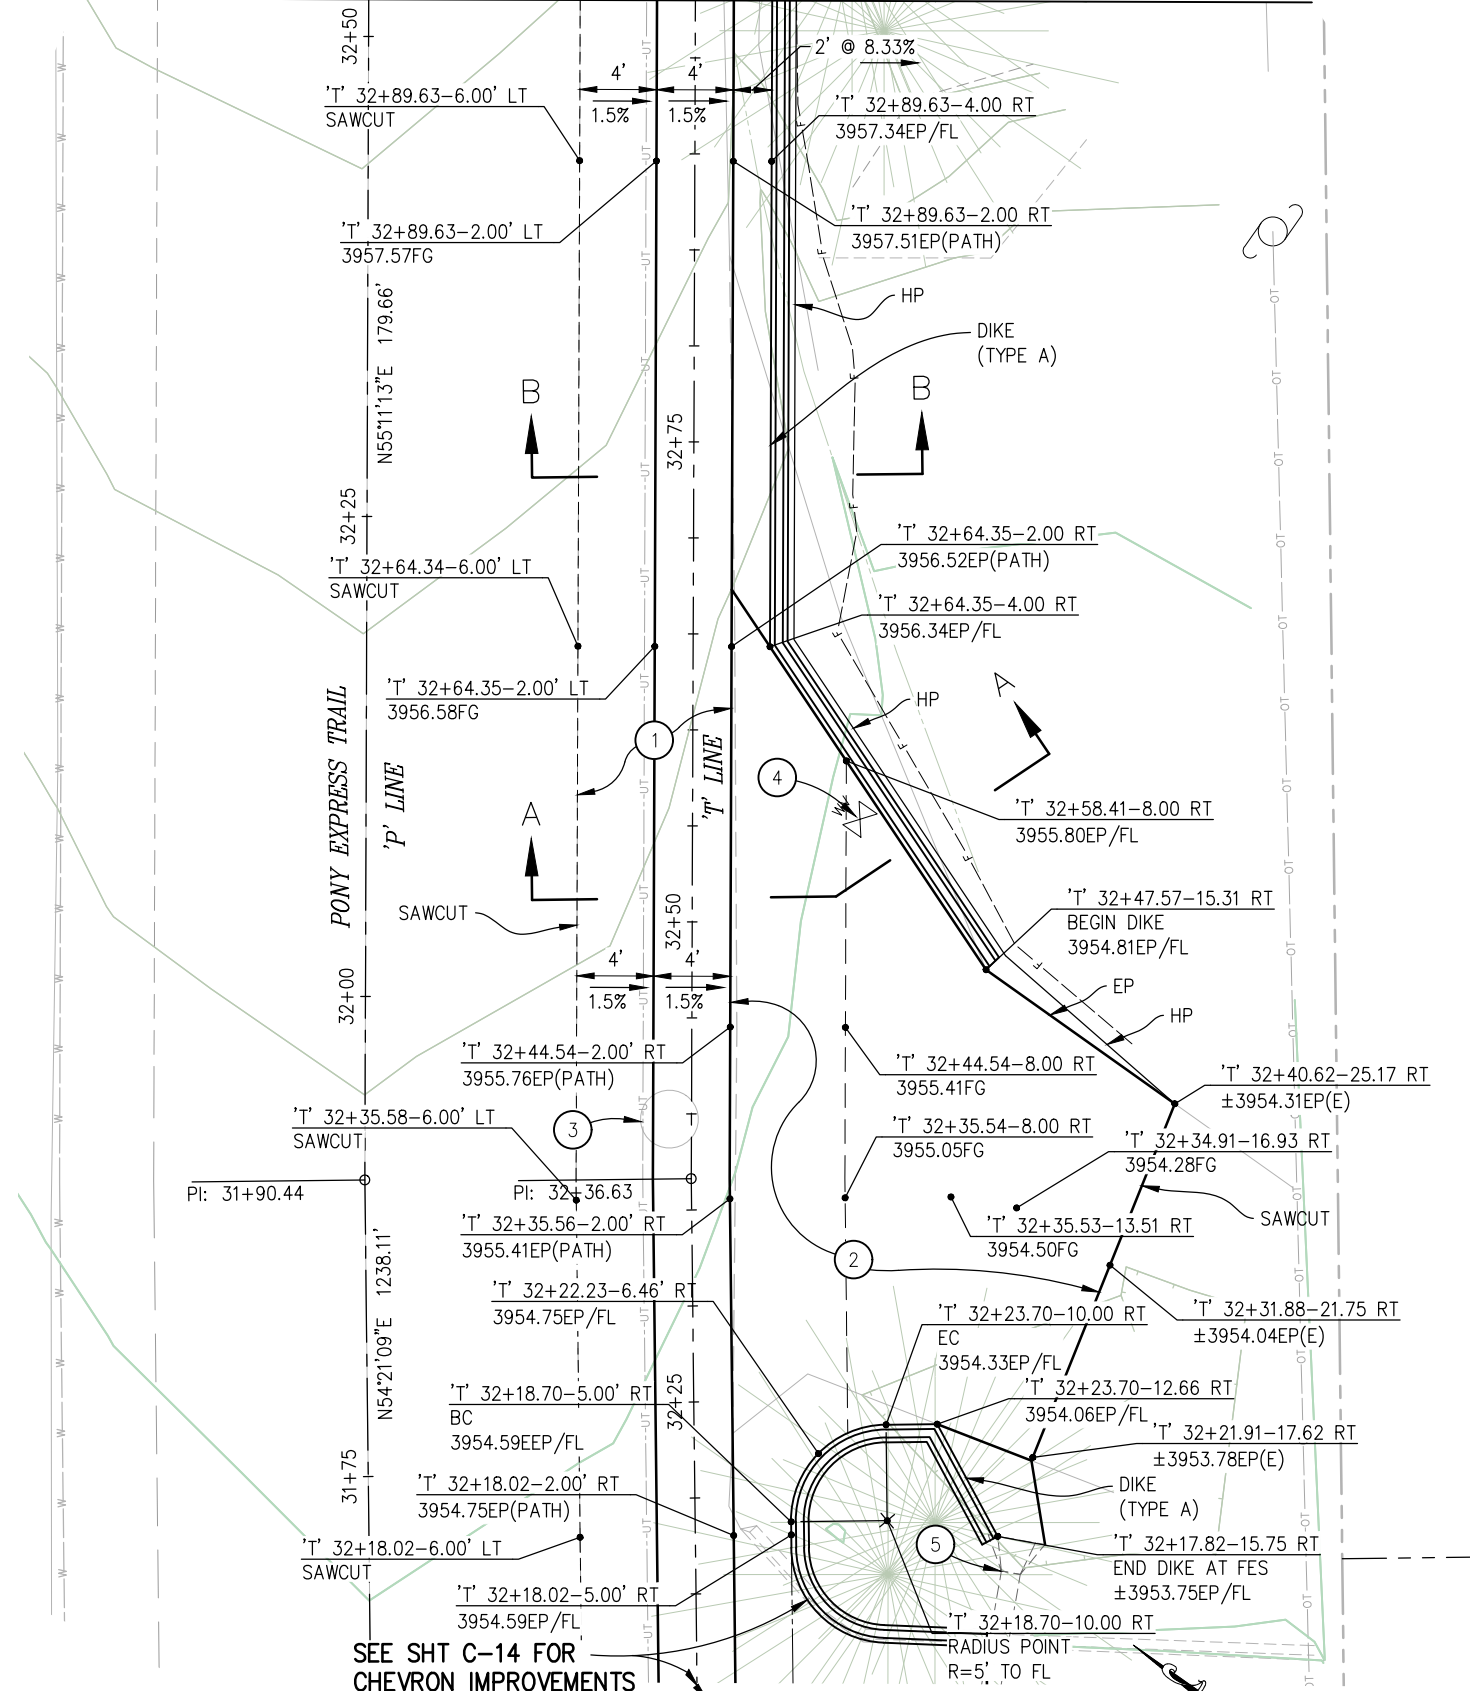 32+50
2' @ 8.33%
4'
4'
1.5%
1.5%
'T' 32+89.63-6.00' LT
SAWCUT
'T' 32+89.63-4.00 RT
3957.34EP/FL
'T' 32+89.63-2.00' LT
3957.57FG
'T' 32+89.63-2.00 RT
3957.51EP(PATH)
HP
DIKE
(TYPE A)
N55°11'13"E 179.66'
B
B
32+75
32+25
'T' 32+64.34-6.00' LT
SAWCUT
'T' 32+64.35-2.00 RT
3956.52EP(PATH)
'T' 32+64.35-4.00 RT
3956.34EP/FL
'T' 32+64.35-2.00' LT
3956.58FG
HP
A
PONY EXPRESS TRAIL
'P' LINE
1
'T' LINE
4
W
'T' 32+58.41-8.00 RT
3955.80EP/FL
A
SAWCUT
32+50
'T' 32+47.57-15.31 RT
BEGIN DIKE
3954.81EP/FL
4'
4'
1.5%
1.5%
32+00
EP
HP
'T' 32+44.54-2.00' RT
3955.76EP(PATH)
'T' 32+44.54-8.00 RT
3955.41FG
'T' 32+40.62-25.17 RT
±3954.31EP(E)
'T' 32+35.58-6.00' LT
SAWCUT
3
T
'T' 32+35.54-8.00 RT
3955.05FG
'T' 32+34.91-16.93 RT
3954.28FG
PI: 31+90.44
PI: 32+36.63
SAWCUT
'T' 32+35.56-2.00' RT
3955.41EP(PATH)
'T' 32+35.53-13.51 RT
3954.50FG
2
N54°21'09"E 1238.11'
'T' 32+22.23-6.46' RT
3954.75EP/FL
'T' 32+23.70-10.00 RT
EC
3954.33EP/FL
'T' 32+31.88-21.75 RT
±3954.04EP(E)
'T' 32+18.70-5.00' RT
BC
3954.59EEP/FL
32+25
'T' 32+23.70-12.66 RT
3954.06EP/FL
'T' 32+21.91-17.62 RT
±3953.78EP(E)
31+75
'T' 32+18.02-2.00' RT
3954.75EP(PATH)
DIKE
(TYPE A)
'T' 32+18.02-6.00' LT
SAWCUT
5
'T' 32+17.82-15.75 RT
END DIKE AT FES
±3953.75EP/FL
'T' 32+18.02-5.00' RT
3954.59EP/FL
'T' 32+18.70-10.00 RT
RADIUS POINT
R=5' TO FL
SEE SHT C-14 FOR
CHEVRON IMPROVEMENTS